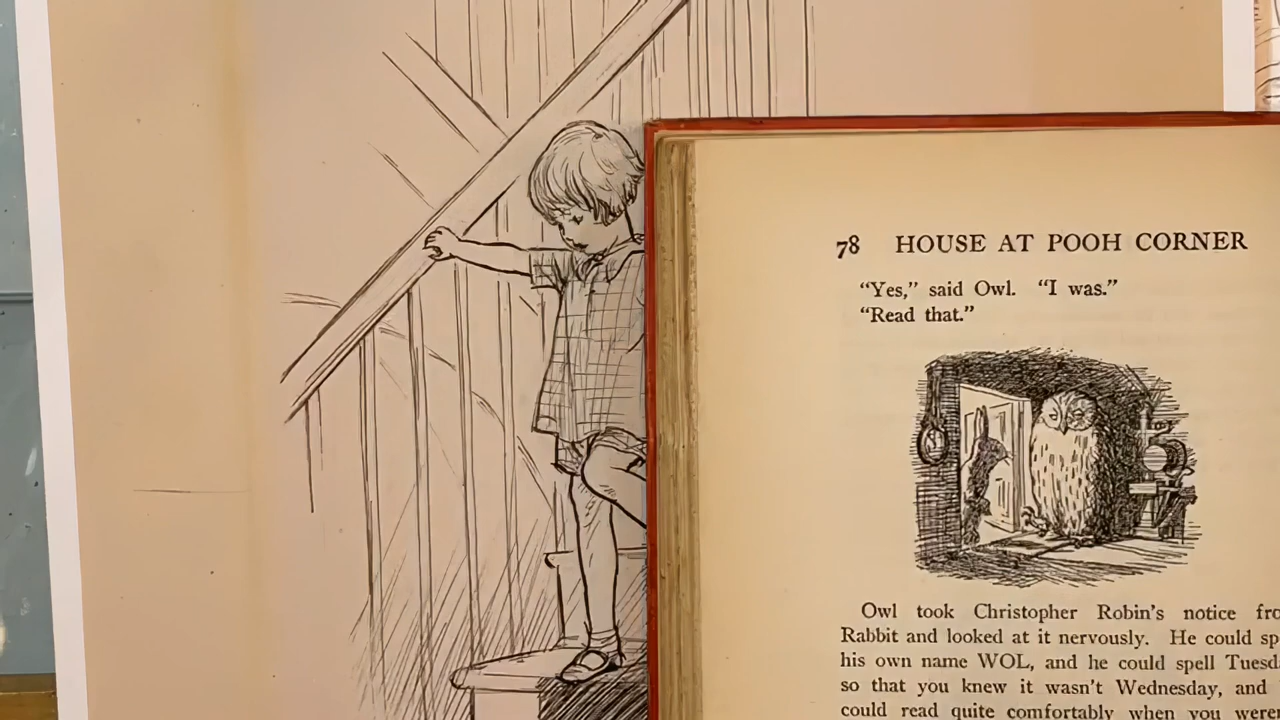 78 HOUSE AT POOH CORNER
“Yes,” said Owl. “I was.”
“Read that.”
Owl took Christopher Robin's notice
Rabbit and looked at it nervously. He could
his own name WOL, and he could spell
so that you knew it wasn't Wednesday, and
could read quite comfortably when you